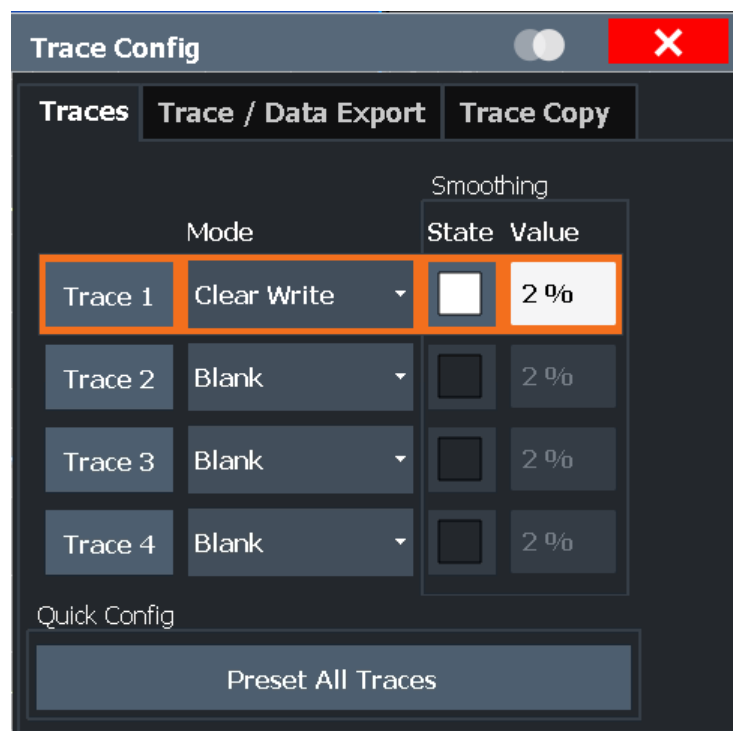 Trace Config
Traces Trace / Data Export Trace Copy
Smoothing
Mode State Value
Trace 1 Clear Write 2 %
Trace 2 Blank 2 %
Trace 3 Blank 2 %
Trace 4 Blank 2 %
Quick Config
Preset All Traces